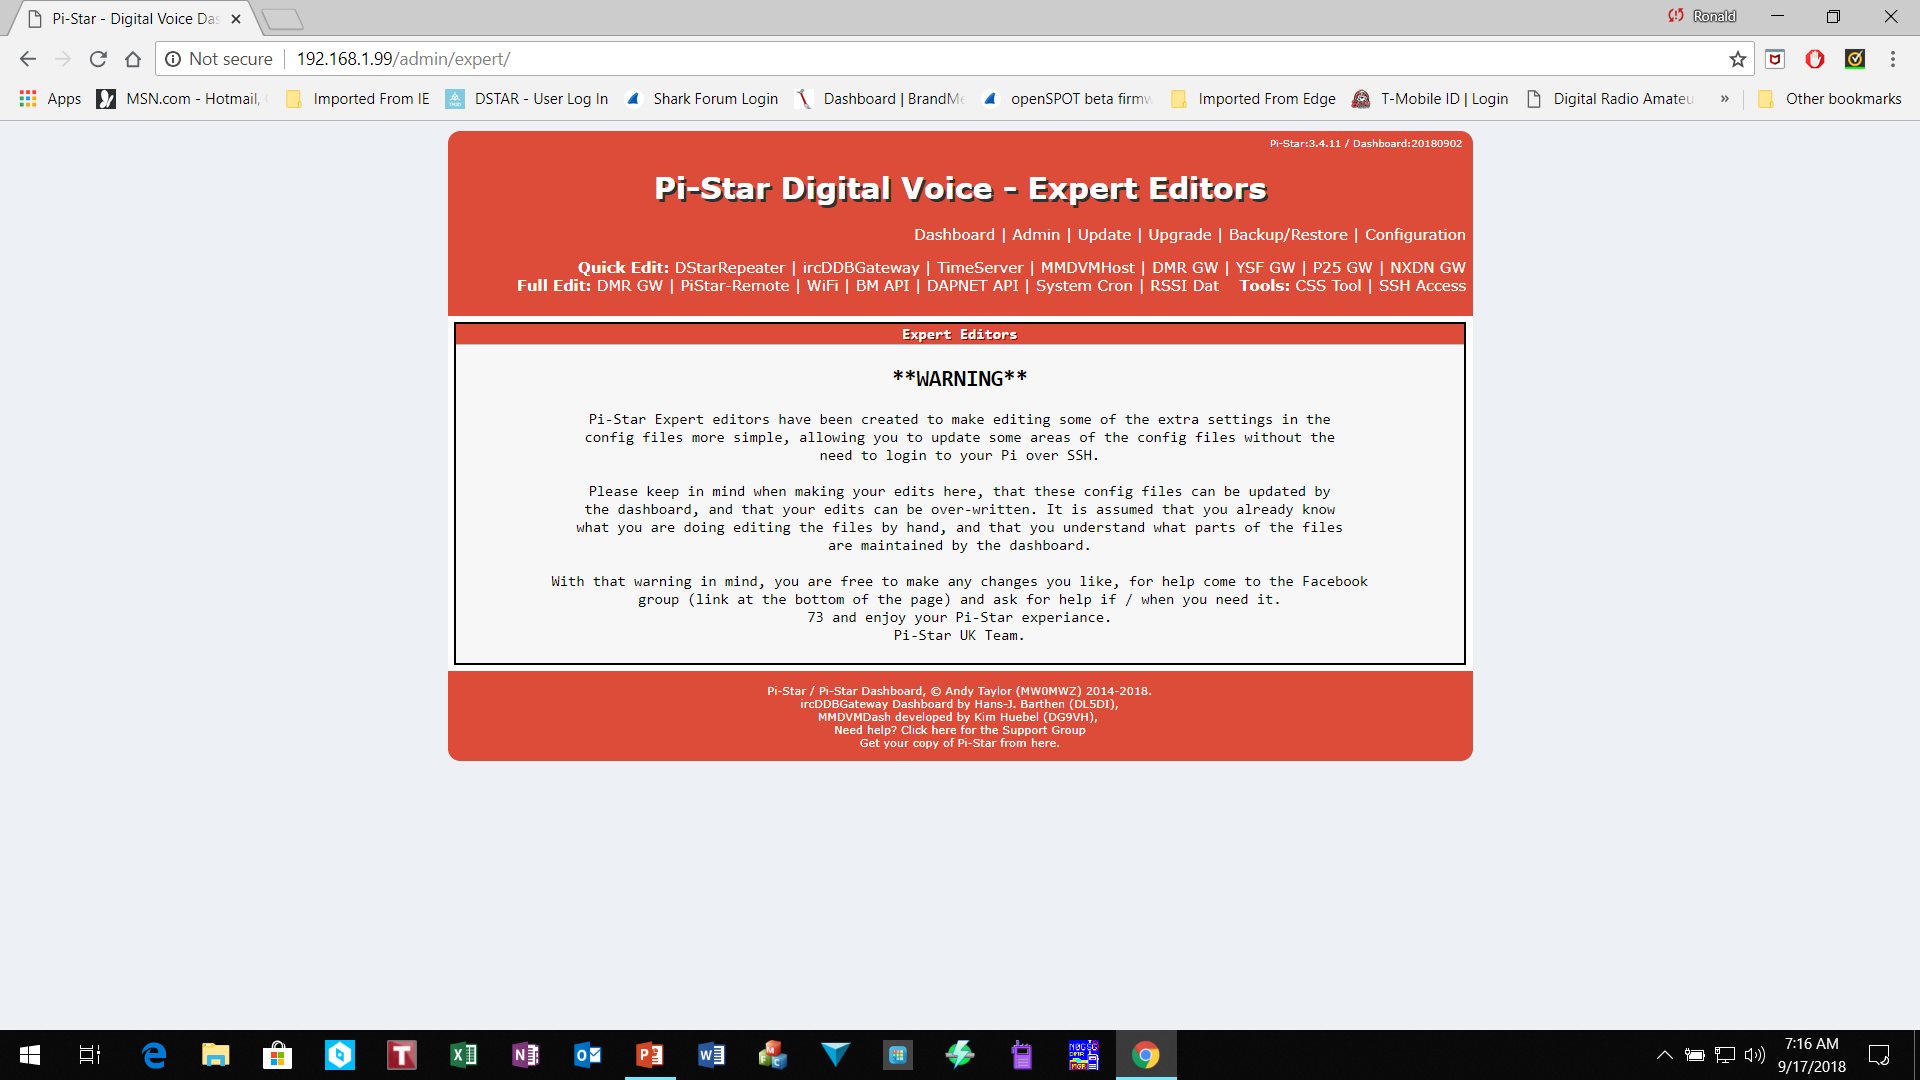 Pi-Star - Digital Voice Das
Ronald
Not secure
192.168.1.99/admin/expert/
Apps
MSN.com - Hotmail,
Imported From IE
DSTAR - User Log In
Shark Forum Login
Dashboard | BrandMe
openSPOT beta firmw
Imported From Edge
T-Mobile ID | Login
Digital Radio Amateu
»
Other bookmarks
Pi-Star:3.4.11 / Dashboard:20180902
Pi-Star Digital Voice - Expert Editors
Dashboard | Admin | Update | Upgrade | Backup/Restore | Configuration
Quick Edit: DStarRepeater | ircDDBGateway | TimeServer | MMDVMHost | DMR GW | YSF GW | P25 GW | NXDN GW
Full Edit: DMR GW | PiStar-Remote | WiFi | BM API | DAPNET API | System Cron | RSSI Dat Tools: CSS Tool | SSH Access
Expert Editors
**WARNING**
Pi-Star Expert editors have been created to make editing some of the extra settings in the
config files more simple, allowing you to update some areas of the config files without the
need to login to your Pi over SSH.
Please keep in mind when making your edits here, that these config files can be updated by
the dashboard, and that your edits can be over-written. It is assumed that you already know
what you are doing editing the files by hand, and that you understand what parts of the files
are maintained by the dashboard.
With that warning in mind, you are free to make any changes you like, for help come to the Facebook
group (link at the bottom of the page) and ask for help if / when you need it.
73 and enjoy your Pi-Star experiance.
Pi-Star UK Team.
Pi-Star / Pi-Star Dashboard, © Andy Taylor (MW0MWZ) 2014-2018.
ircDDBGateway Dashboard by Hans-J. Barthen (DL5DI),
MMDVMDash developed by Kim Huebel (DG9VH),
Need help? Click here for the Support Group
Get your copy of Pi-Star from here.
7:16 AM
9/17/2018